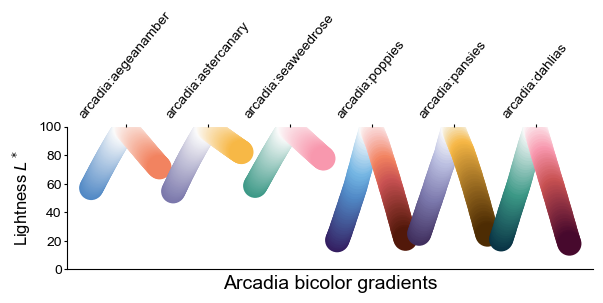 arcadia:aegeanamber
arcadia:astercanary
arcadia:seaweedrose
arcadia:poppies
arcadia:pansies
arcadia:dahlias
Lightness L*
100
80
60
40
20
0
Arcadia bicolor gradients